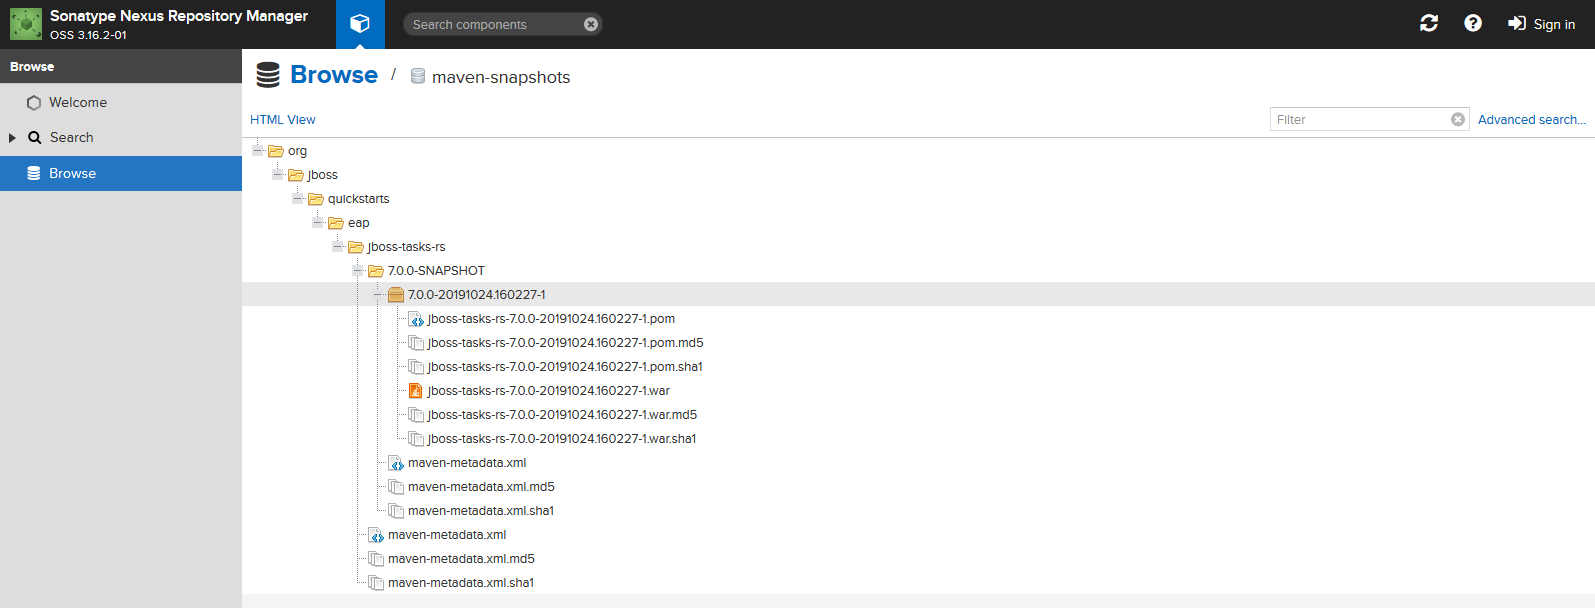 Sonatype Nexus Repository Manager
OSS 3.16.2-01
Search components
Sign in
Browse
Welcome
Search
Browse
Browse / maven-snapshots
HTML View
Filter
Advanced search...
org
jboss
quickstarts
eap
jboss-tasks-rs
7.0.0-SNAPSHOT
7.0.0-20191024.160227-1
jboss-tasks-rs-7.0.0-20191024.160227-1.pom
jboss-tasks-rs-7.0.0-20191024.160227-1.pom.md5
jboss-tasks-rs-7.0.0-20191024.160227-1.pom.sha1
jboss-tasks-rs-7.0.0-20191024.160227-1.war
jboss-tasks-rs-7.0.0-20191024.160227-1.war.md5
jboss-tasks-rs-7.0.0-20191024.160227-1.war.sha1
maven-metadata.xml
maven-metadata.xml.md5
maven-metadata.xml.sha1
maven-metadata.xml
maven-metadata.xml.md5
maven-metadata.xml.sha1